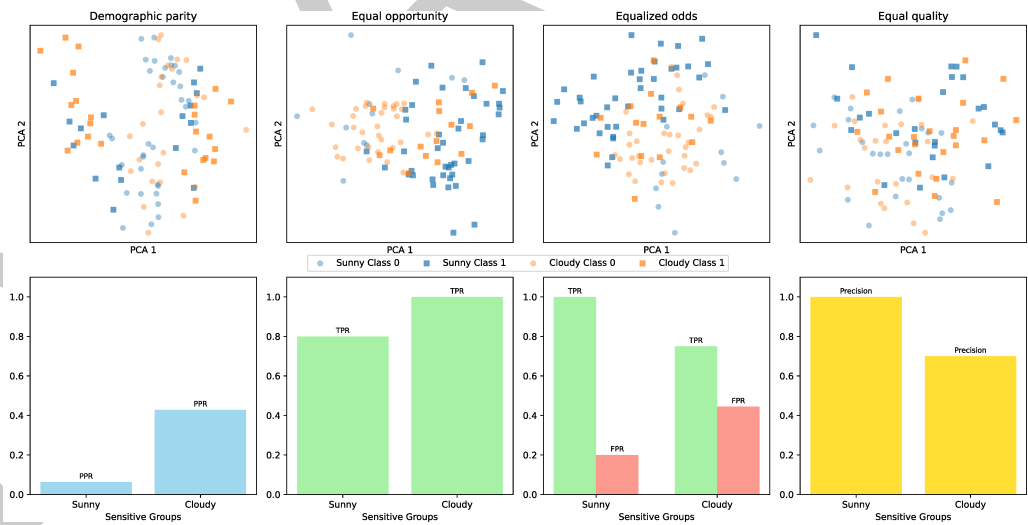 Demographic parity
Equal opportunity
Equalized odds
Equal quality
PCA 2
PCA 2
PCA 2
PCA 2
PCA 1
PCA 1
PCA 1
PCA 1
Sunny Class 0 Sunny Class 1 Cloudy Class 0 Cloudy Class 1
1.0
0.8
0.6
0.4
0.2
0.0
PPR
PPR
Sunny Cloudy
Sensitive Groups
1.0
0.8
0.6
0.4
0.2
0.0
TPR
TPR
Sunny Cloudy
Sensitive Groups
1.0
0.8
0.6
0.4
0.2
0.0
TPR
FPR
TPR
FPR
Sunny Cloudy
Sensitive Groups
1.0
0.8
0.6
0.4
0.2
0.0
Precision
Precision
Sunny Cloudy
Sensitive Groups